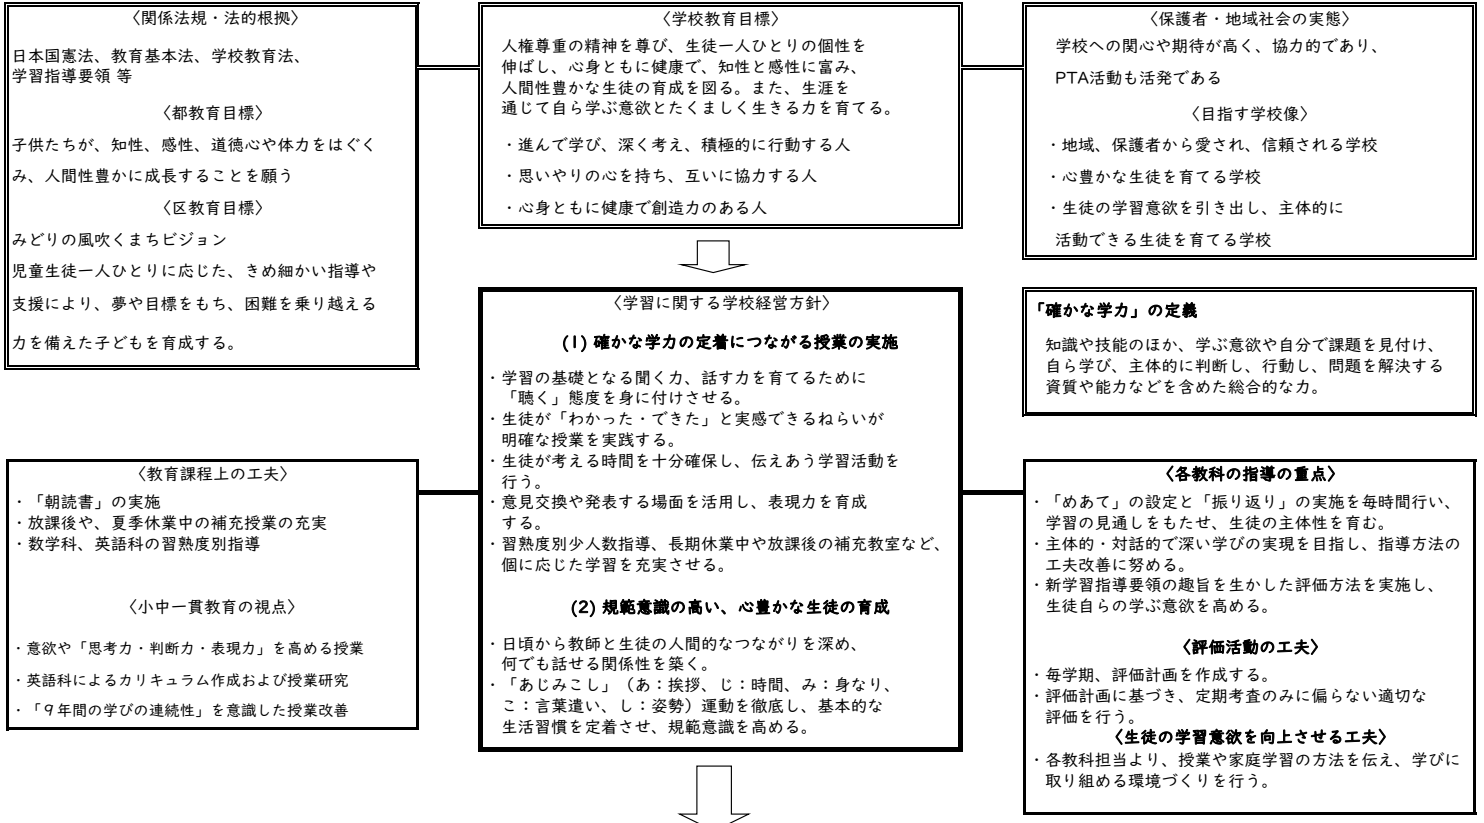 〈関係法規・法的根拠〉
日本国憲法、教育基本法、学校教育法、
学習指導要領 等
〈都教育目標〉
子供たちが、知性、感性、道徳心や体力をはぐく
み、人間性豊かに成長することを願う
〈区教育目標〉
みどりの風吹くまちビジョン
児童生徒一人ひとりに応じた、きめ細かい指導や
支援により、夢や目標をもち、困難を乗り越える
力を備えた子どもを育成する。
〈学校教育目標〉
人権尊重の精神を尊び、生徒一人ひとりの個性を
伸ばし、心身ともに健康で、知性と感性に富み、
人間性豊かな生徒の育成を図る。また、生涯を
通じて自ら学ぶ意欲とたくましく生きる力を育てる。
・進んで学び、深く考え、積極的に行動する人
・思いやりの心を持ち、互いに協力する人
・心身ともに健康で創造力のある人
〈保護者・地域社会の実態〉
学校への関心や期待が高く、協力的であり、
PTA活動も活発である
〈目指す学校像〉
・地域、保護者から愛され、信頼される学校
・心豊かな生徒を育てる学校
・生徒の学習意欲を引き出し、主体的に
活動できる生徒を育てる学校
〈学習に関する学校経営方針〉
(1) 確かな学力の定着につながる授業の実施
・学習の基礎となる聞く力、話す力を育てるために
「聴く」態度を身に付けさせる。
・生徒が「わかった・できた」と実感できるねらいが
明確な授業を実践する。
・生徒が考える時間を十分確保し、伝えあう学習活動を
行う。
・意見交換や発表する場面を活用し、表現力を育成
する。
・習熟度別少人数指導、長期休業中や放課後の補充教室など、
個に応じた学習を充実させる。
(2) 規範意識の高い、心豊かな生徒の育成
・日頃から教師と生徒の人間的なつながりを深め、
何でも話せる関係性を築く。
・「あじみこし」（あ：挨拶、じ：時間、み：身なり、
こ：言葉遣い、し：姿勢）運動を徹底し、基本的な
生活習慣を定着させ、規範意識を高める。
「確かな学力」の定義
知識や技能のほか、学ぶ意欲や自分で課題を見付け、
自ら学び、主体的に判断し、行動し、問題を解決する
資質や能力などを含めた総合的な力。
〈教育課程上の工夫〉
・「朝読書」の実施
・放課後や、夏季休業中の補充授業の充実
・数学科、英語科の習熟度別指導
〈小中一貫教育の視点〉
・意欲や「思考力・判断力・表現力」を高める授業
・英語科によるカリキュラム作成および授業研究
・「９年間の学びの連続性」を意識した授業改善
〈各教科の指導の重点〉
・「めあて」の設定と「振り返り」の実施を毎時間行い、
学習の見通しをもたせ、生徒の主体性を育む。
・主体的・対話的で深い学びの実現を目指し、指導方法の
工夫改善に努める。
・新学習指導要領の趣旨を生かした評価方法を実施し、
生徒自らの学ぶ意欲を高める。
〈評価活動の工夫〉
・毎学期、評価計画を作成する。
・評価計画に基づき、定期考査のみに偏らない適切な
評価を行う。
〈生徒の学習意欲を向上させる工夫〉
・各教科担当より、授業や家庭学習の方法を伝え、学びに
取り組める環境づくりを行う。